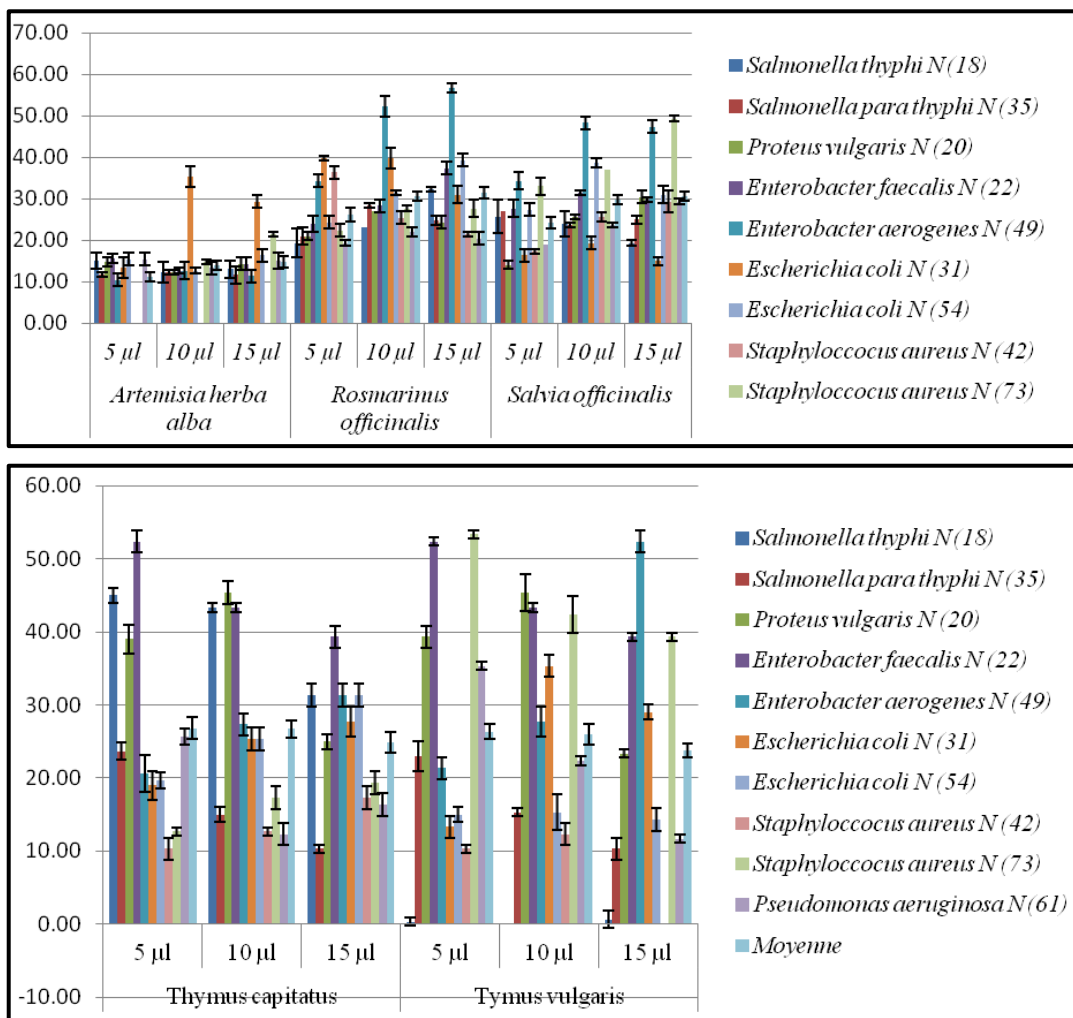 70.00
60.00
50.00
40.00
30.00
20.00
10.00
0.00
5 µl 10 µl 15 µl 5 µl 10 µl 15 µl 5 µl 10 µl 15 µl
Artemisia herba alba
Rosmarinus officinalis
Salvia officinalis
Salmonella thyphi N (18)
Salmonella para thyphi N (35)
Proteus vulgaris N (20)
Enterobacter faecalis N (22)
Enterobacter aerogenes N (49)
Escherichia coli N (31)
Escherichia coli N (54)
Staphyloccocus aureus N (42)
Staphyloccocus aureus N (73)
60.00
50.00
40.00
30.00
20.00
10.00
0.00
-10.00
5 µl 10 µl 15 µl 5 µl 10 µl 15 µl
Thymus capitatus Tymus vulgaris
Salmonella thyphi N (18)
Salmonella para thyphi N (35)
Proteus vulgaris N (20)
Enterobacter faecalis N (22)
Enterobacter aerogenes N (49)
Escherichia coli N (31)
Escherichia coli N (54)
Staphyloccocus aureus N (42)
Staphyloccocus aureus N (73)
Pseudomonas aeruginosa N (61)
Moyenne